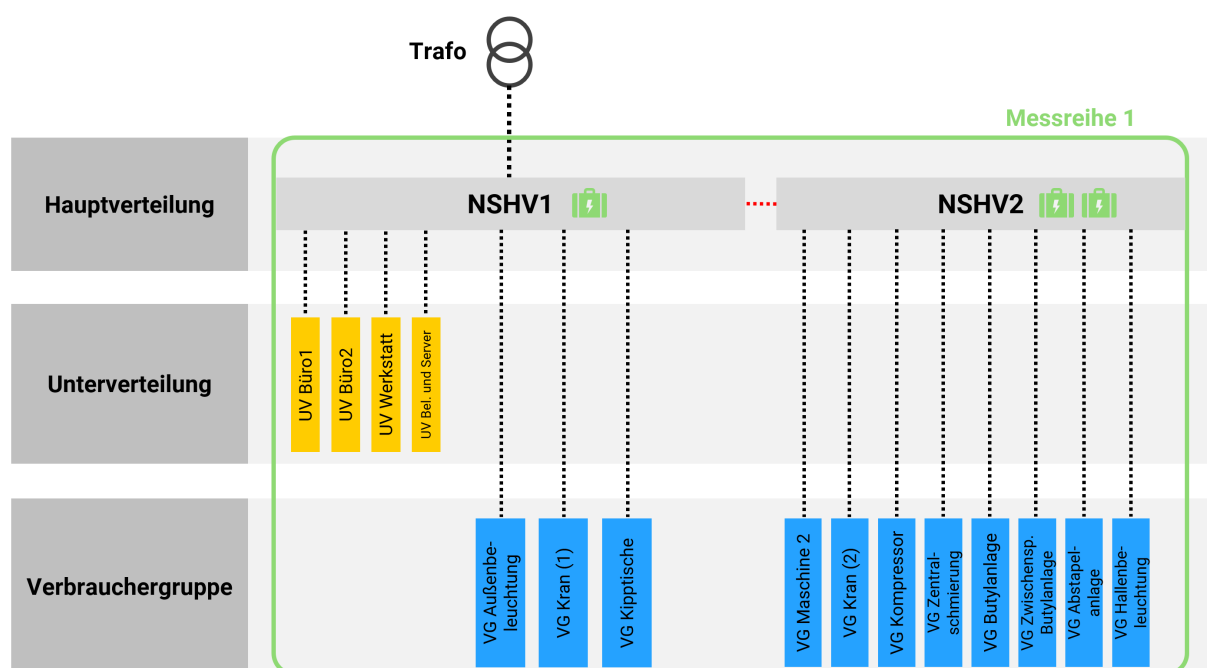 Trafo
Messreihe 1
Hauptverteilung
NSHV1
NSHV2
Unterverteilung
UV Büro1
UV Büro2
UV Werkstatt
UV Bel. und Server
Verbrauchergruppe
VG Außenbe-
leuchtung
VG Kran (1)
VG Kipptische
VG Maschine 2
VG Kran (2)
VG Kompressor
VG Zentral-
schmierung
VG Butylanlage
VG Zwischensp.
Butylanlage
VG Abstapel-
anlage
VG Hallenbe-
leuchtung